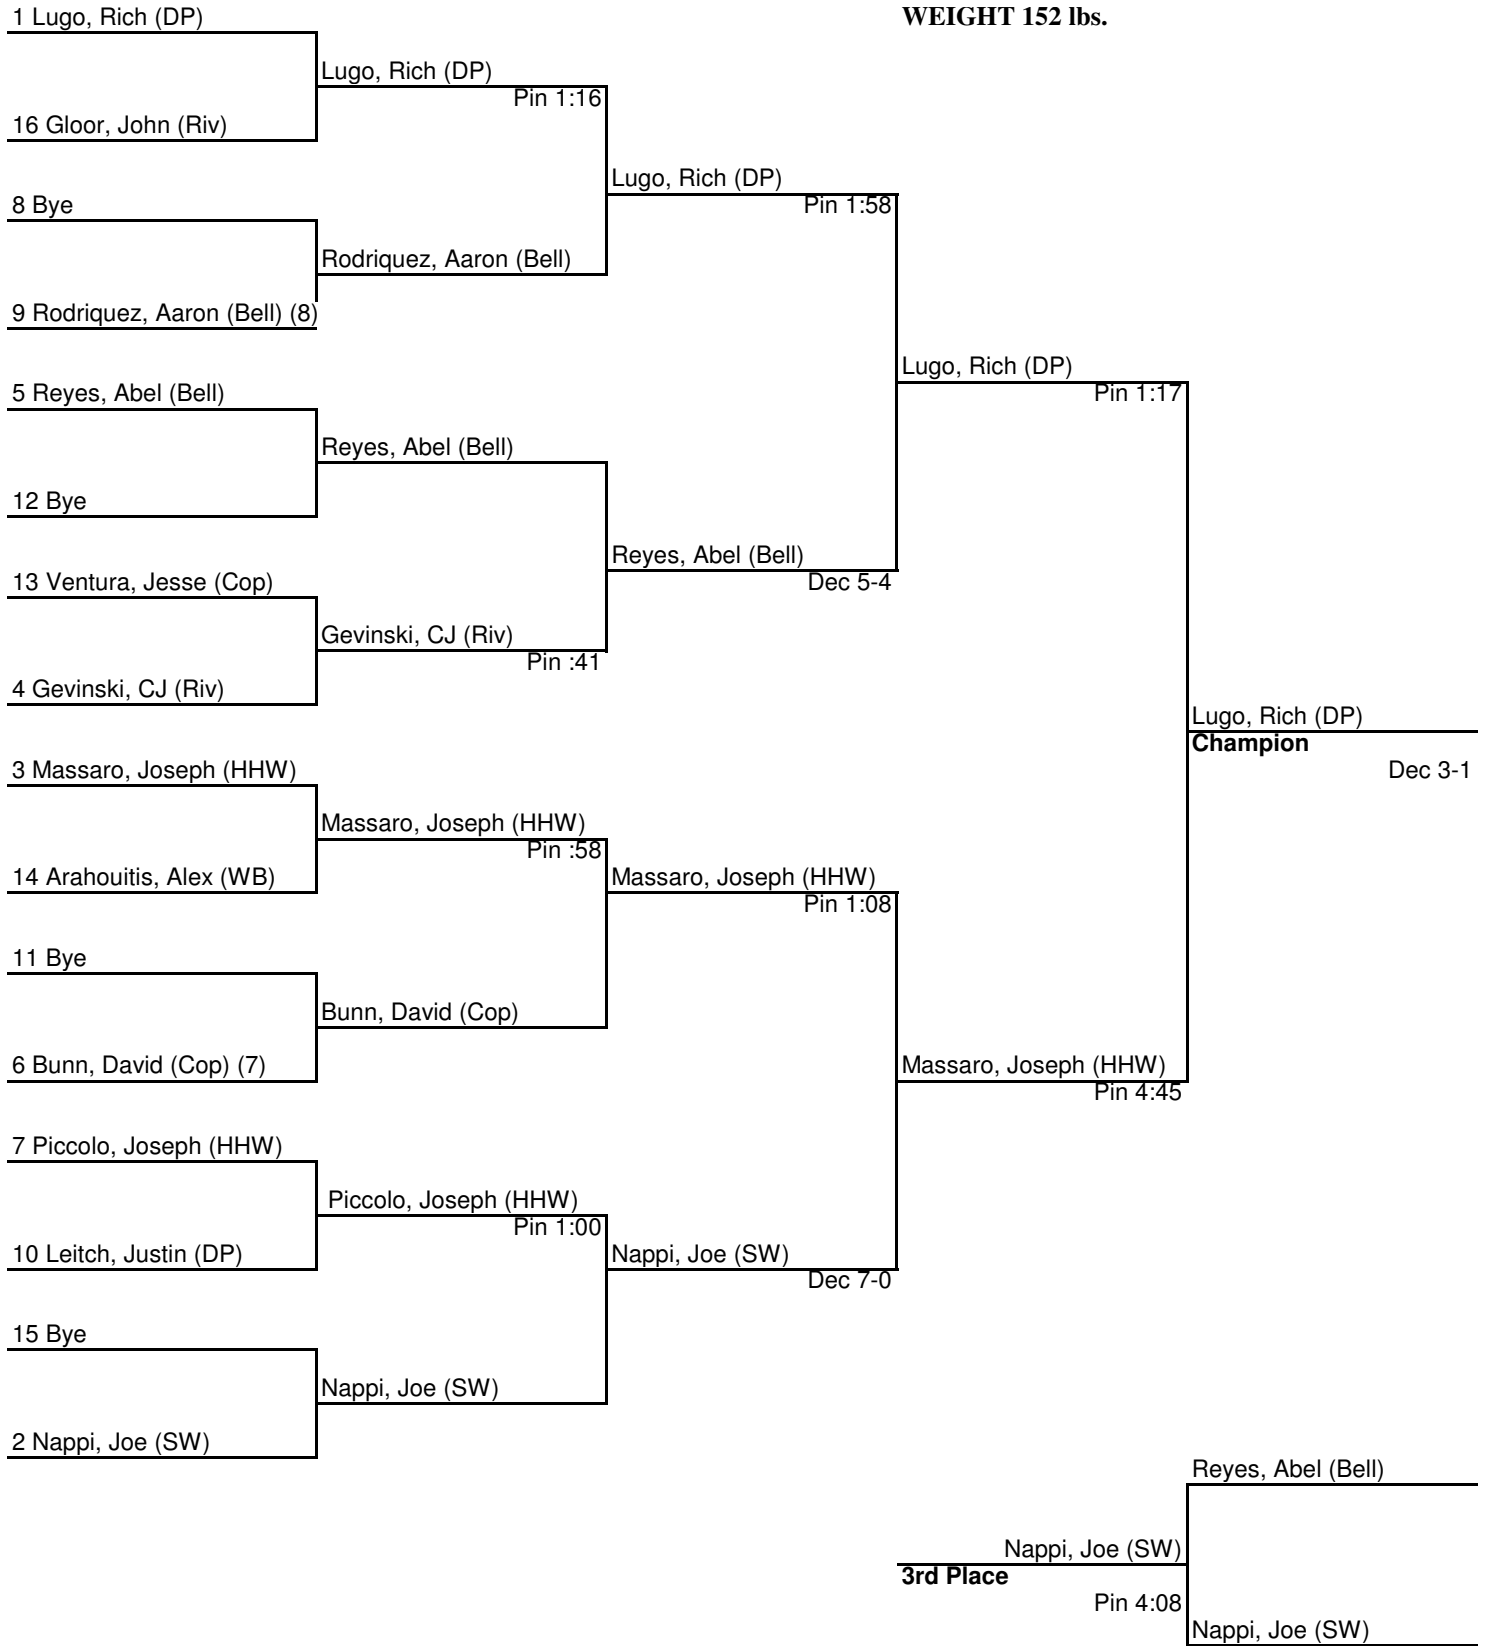 1 Lugo, Rich (DP)
WEIGHT 152 lbs.
Lugo, Rich (DP)
Pin 1:16
16 Gloor, John (Riv)
Lugo, Rich (DP)
Pin 1:58
8 Bye
Rodriquez, Aaron (Bell)
9 Rodriquez, Aaron (Bell) (8)
Lugo, Rich (DP)
Pin 1:17
5 Reyes, Abel (Bell)
Reyes, Abel (Bell)
12 Bye
Reyes, Abel (Bell)
Dec 5-4
13 Ventura, Jesse (Cop)
Gevinski, CJ (Riv)
Pin :41
4 Gevinski, CJ (Riv)
Lugo, Rich (DP)
Champion
Dec 3-1
3 Massaro, Joseph (HHW)
Massaro, Joseph (HHW)
Pin :58
14 Arahouitis, Alex (WB)
Massaro, Joseph (HHW)
Pin 1:08
11 Bye
Bunn, David (Cop)
6 Bunn, David (Cop) (7)
Massaro, Joseph (HHW)
Pin 4:45
7 Piccolo, Joseph (HHW)
Piccolo, Joseph (HHW)
Pin 1:00
10 Leitch, Justin (DP)
Nappi, Joe (SW)
Dec 7-0
15 Bye
Nappi, Joe (SW)
2 Nappi, Joe (SW)
Reyes, Abel (Bell)
Nappi, Joe (SW)
3rd Place
Pin 4:08
Nappi, Joe (SW)